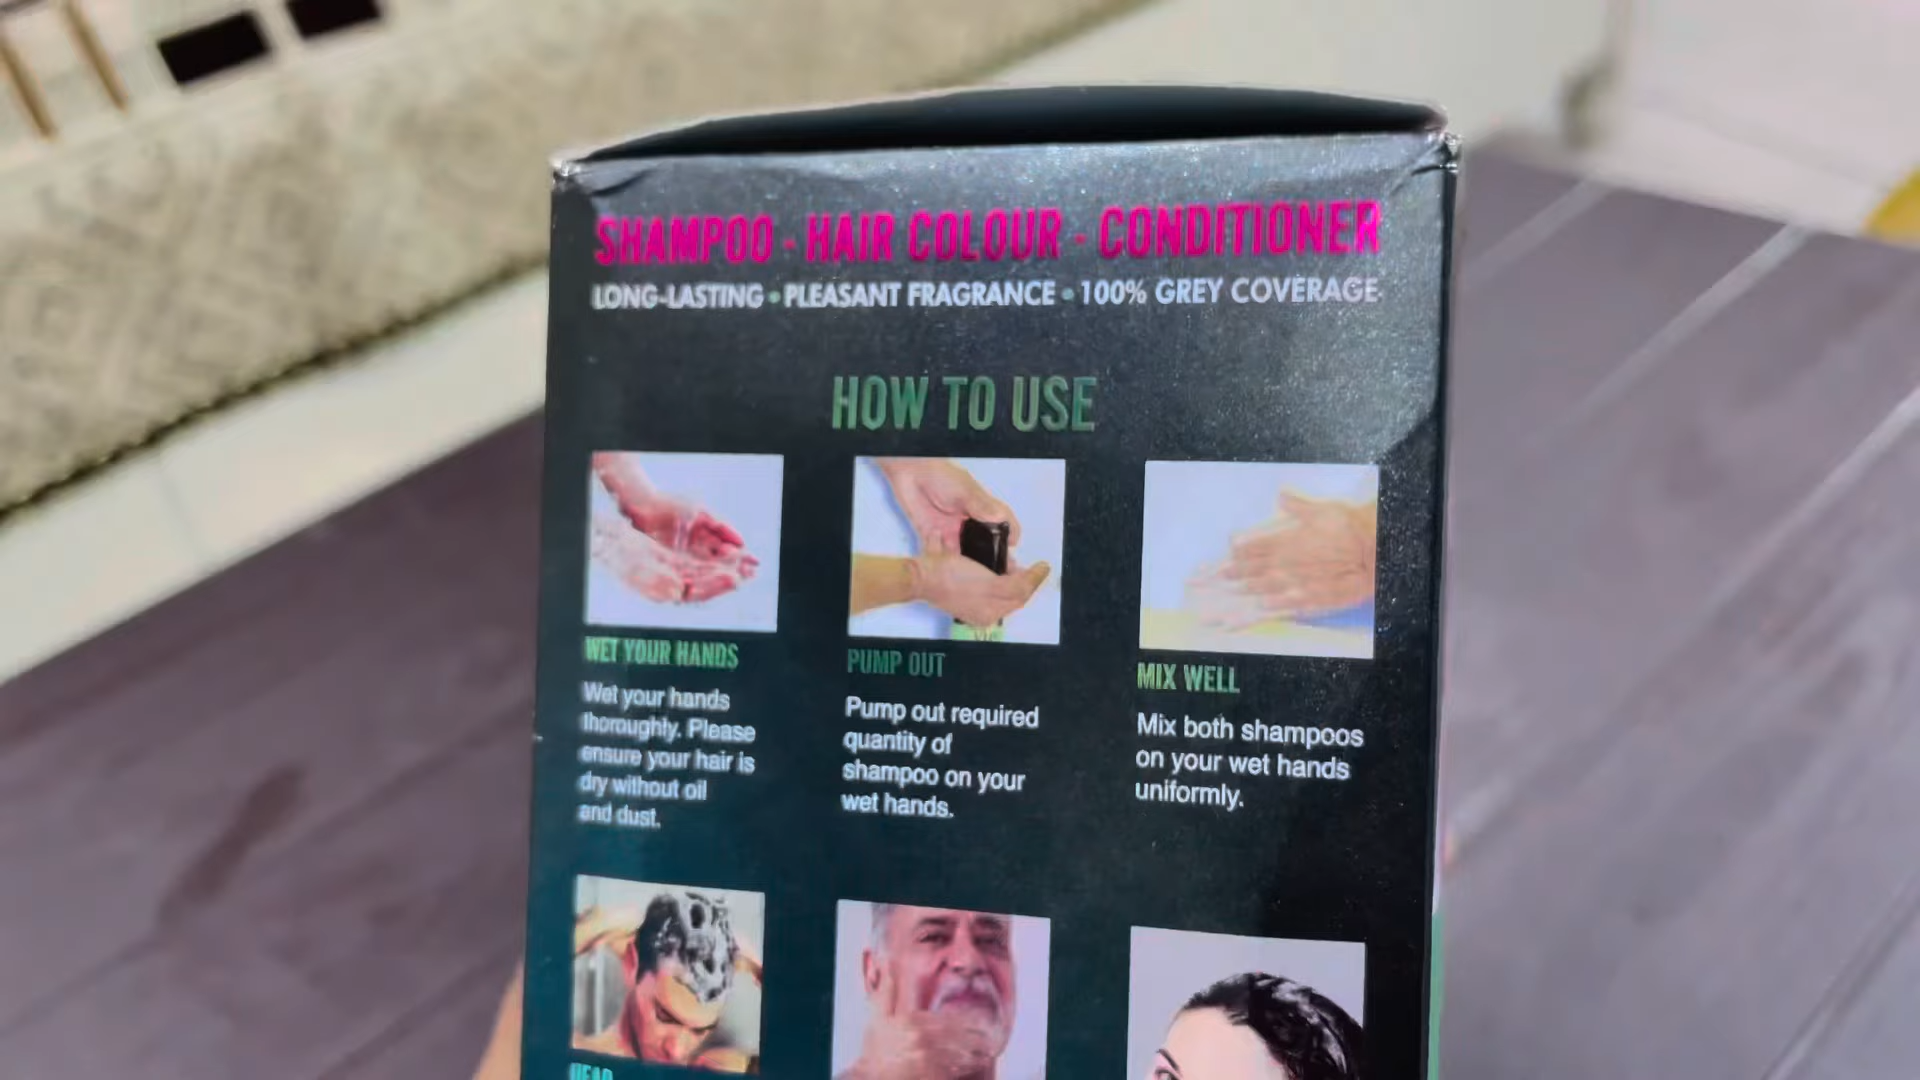 SHAMPOO - HAIR COLOUR - CONDITIONER
LONG-LASTING • PLEASANT FRAGRANCE • 100% GREY COVERAGE
HOW TO USE
WET YOUR HANDS
Wet your hands
thoroughly. Please
ensure your hair is
dry without oil
and dust.
PUMP OUT
Pump out required
quantity of
shampoo on your
wet hands.
MIX WELL
Mix both shampoos
on your wet hands
uniformly.
HEAD